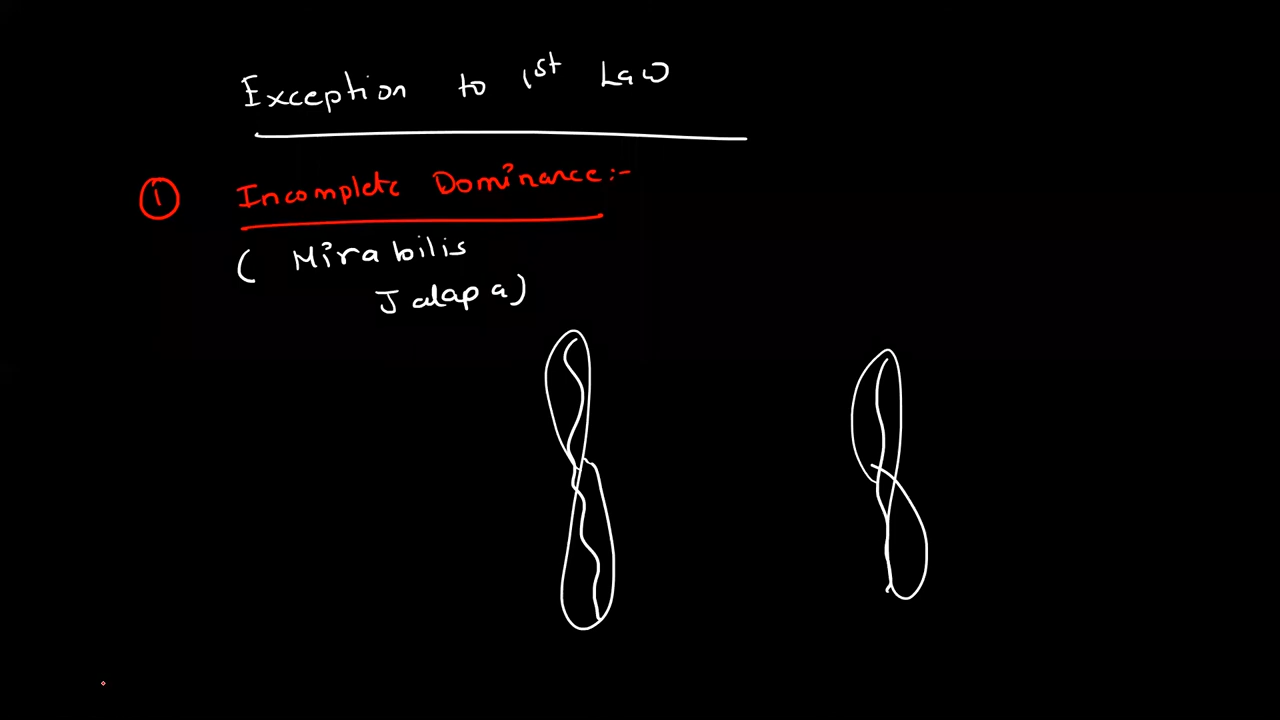 Exception to 1st Law
① Incomplete Dominance:-
( Mirabilis
Jalapa)